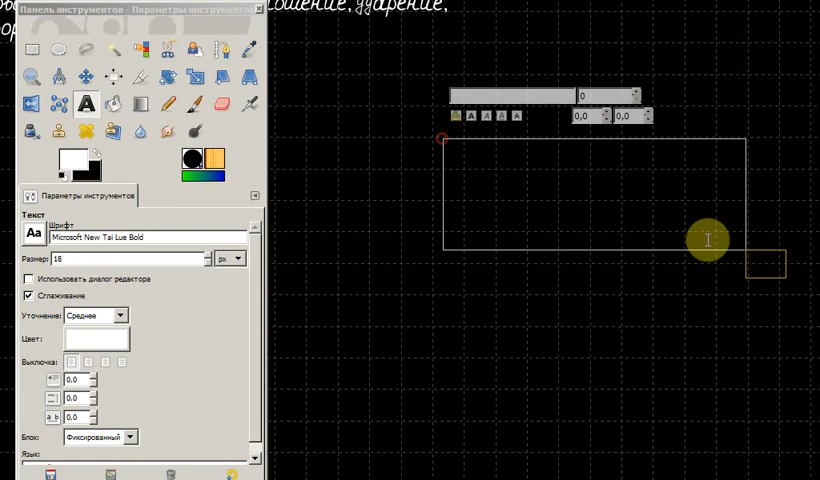 ношение, ударение,
Панель инструментов - Параметры инструментов
0
0,0 0,0
Параметры инструментов
Текст
Шрифт
Aa Microsoft New Tai Lue Bold
Размер: 18 px
Использовать диалог редактора
Сглаживание
Уточнение: Среднее
Цвет:
Выключка:
0,0
0,0
0,0
Блок: Фиксированный
Язык: